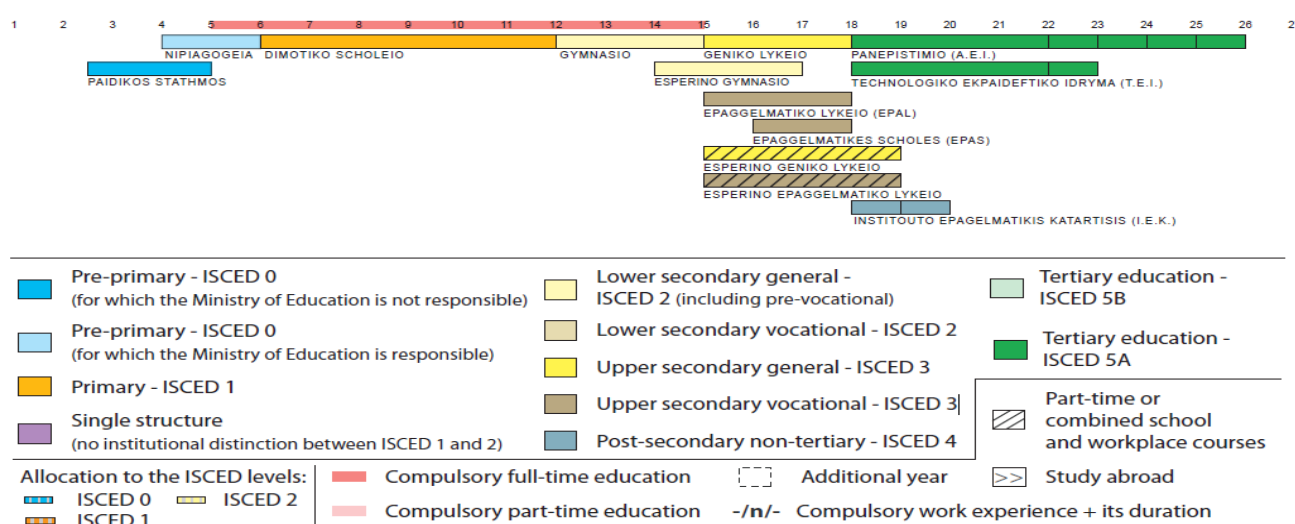 1 2 3 4 5 6 7 8 9 10 11 12 13 14 15 16 17 18 19 20 21 22 23 24 25 26 2
NIPIAGOGEIA DIMOTIKO SCHOLEIO GYMNASIO GENIKO LYKEIO PANEPISTIMIO (A.E.I.)
PAIDIKOS STATHMOS ESPERINO GYMNASIO TECHNOLOGIKO EKPAIDEFTIKO IDRYMA (T.E.I.)
EPAGGELMATIKO LYKEIO (EPAL)
EPAGGELMATIKES SCHOLES (EPAS)
ESPERINO GENIKO LYKEIO
ESPERINO EPAGGELMATIKO LYKEIO
INSTITOUTO EPAGELMATIKIS KATARTISIS (I.E.K.)
Pre-primary - ISCED 0
(for which the Ministry of Education is not responsible)
Pre-primary - ISCED 0
(for which the Ministry of Education is responsible)
Primary - ISCED 1
Single structure
(no institutional distinction between ISCED 1 and 2)
Lower secondary general -
ISCED 2 (including pre-vocational)
Lower secondary vocational - ISCED 2
Upper secondary general - ISCED 3
Upper secondary vocational - ISCED 3
Post-secondary non-tertiary - ISCED 4
Tertiary education -
ISCED 5B
Tertiary education -
ISCED 5A
Part-time or
combined school
and workplace courses
Allocation to the ISCED levels:
ISCED 0 ISCED 2
ISCED 1
Compulsory full-time education
Compulsory part-time education
Additional year
-/n/- Compulsory work experience + its duration
>> Study abroad